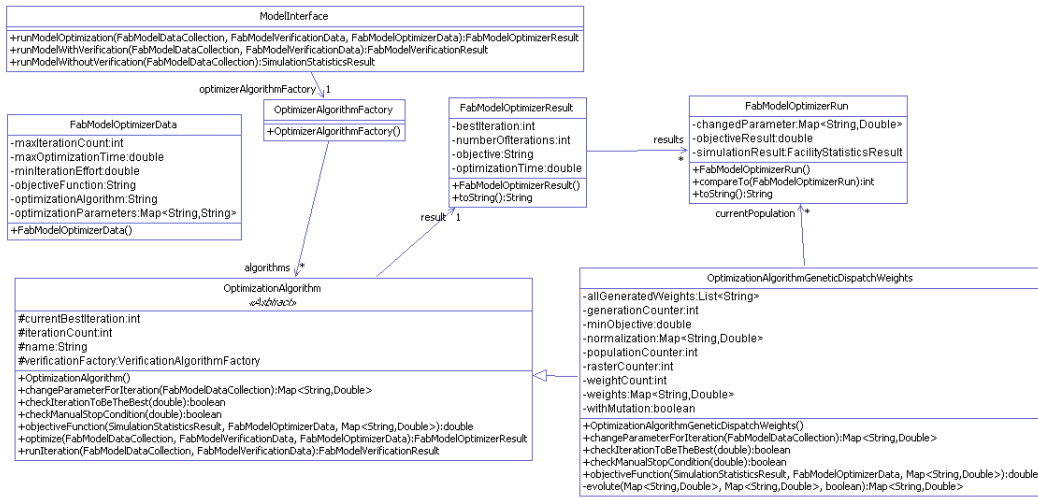 ModelInterface
+runModelOptimization(FabModelDataCollection, FabModelVerificationData, FabModelOptimizerData):FabModelOptimizerResult
+runModelWithVerification(FabModelDataCollection, FabModelVerificationData):FabModelVerificationResult
+runModelWithoutVerification(FabModelDataCollection):SimulationStatisticsResult
optimizerAlgorithmFactory
1
OptimizerAlgorithmFactory
+OptimizerAlgorithmFactory()
FabModelOptimizerData
-maxIterationCount:int
-maxOptimizationTime:double
-minIterationEffort:double
-objectiveFunction:String
-optimizationAlgorithm:String
-optimizationParameters:Map<String,String>
+FabModelOptimizerData()
FabModelOptimizerResult
-bestIteration:int
-numberOfIterations:int
-objective:String
-optimizationTime:double
+FabModelOptimizerResult()
+toString():String
results
*
FabModelOptimizerRun
-changedParameter:Map<String,Double>
-objectiveResult:double
-simulationResult:FacilityStatisticsResult
+FabModelOptimizerRun()
+compareTo(FabModelOptimizerRun):int
+toString():String
result
1
currentPopulation
*
algorithms
*
OptimizationAlgorithm
«Asbtract»
#currentBestIteration:int
#iterationCount:int
#name:String
#verificationFactory:VerificationAlgorithmFactory
+OptimizationAlgorithm()
+changeParameterForIteration(FabModelDataCollection):Map<String,Double>
+checkIterationToBeTheBest(double):boolean
+checkManualStopCondition(double):boolean
+objectiveFunction(SimulationStatisticsResult, FabModelOptimizerData, Map<String,Double>):double
+optimize(FabModelDataCollection, FabModelVerificationData, FabModelOptimizerData):FabModelOptimizerResult
+runIteration(FabModelDataCollection, FabModelVerificationData):FabModelVerificationResult
OptimizationAlgorithmGeneticDispatchWeights
-allGeneratedWeights:List<String>
-generationCounter:int
-minObjective:double
-normalization:Map<String,Double>
-populationCounter:int
-rasterCounter:int
-weightCount:int
-weights:Map<String,Double>
-withMutation:boolean
+OptimizationAlgorithmGeneticDispatchWeights()
+changeParameterForIteration(FabModelDataCollection):Map<String,Double>
+checkIterationToBeTheBest(double):boolean
+checkManualStopCondition(double):boolean
+objectiveFunction(SimulationStatisticsResult, FabModelOptimizerData, Map<String,Double>):double
-evolute(Map<String,Double>, Map<String,Double>, boolean):Map<String,Double>